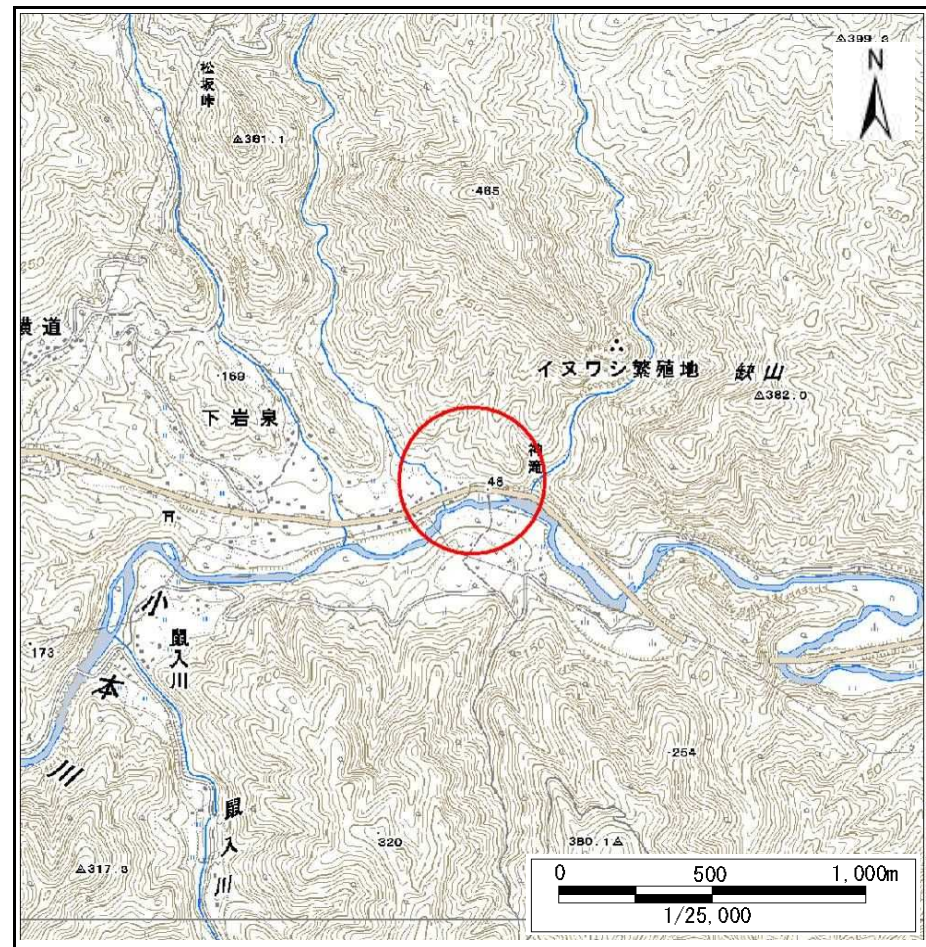 △399.3
N
松坂峠
△381.1
・485
横道
イヌワシ繁殖地
△382.0
・169
下岩泉
神滝
48
小本川
鼠入川
・173
・254
鼠入川
320
380.1△
△317.3
0 500 1,000m
1/25,000